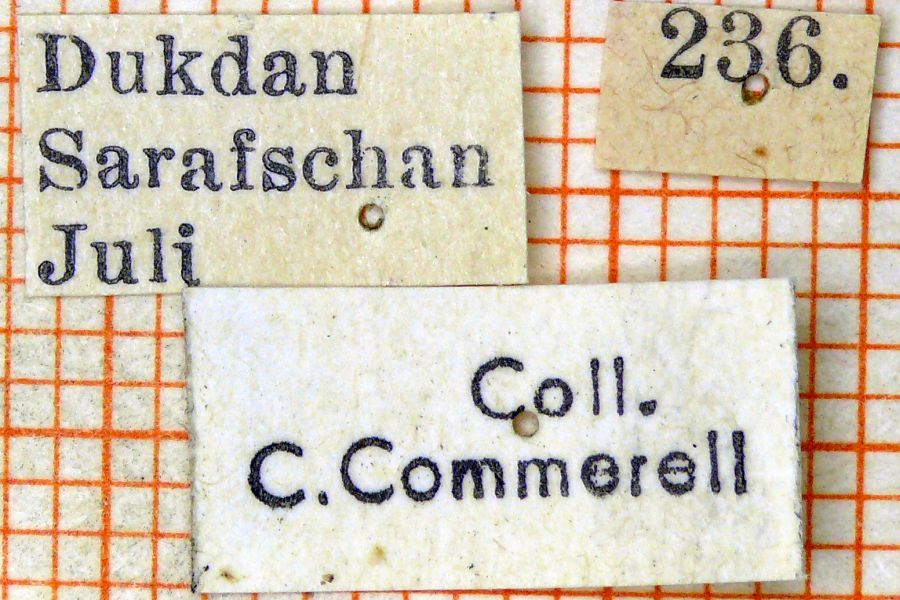 Dukdan
Sarafschan
Juli
236.
Coll.
C. Commerell